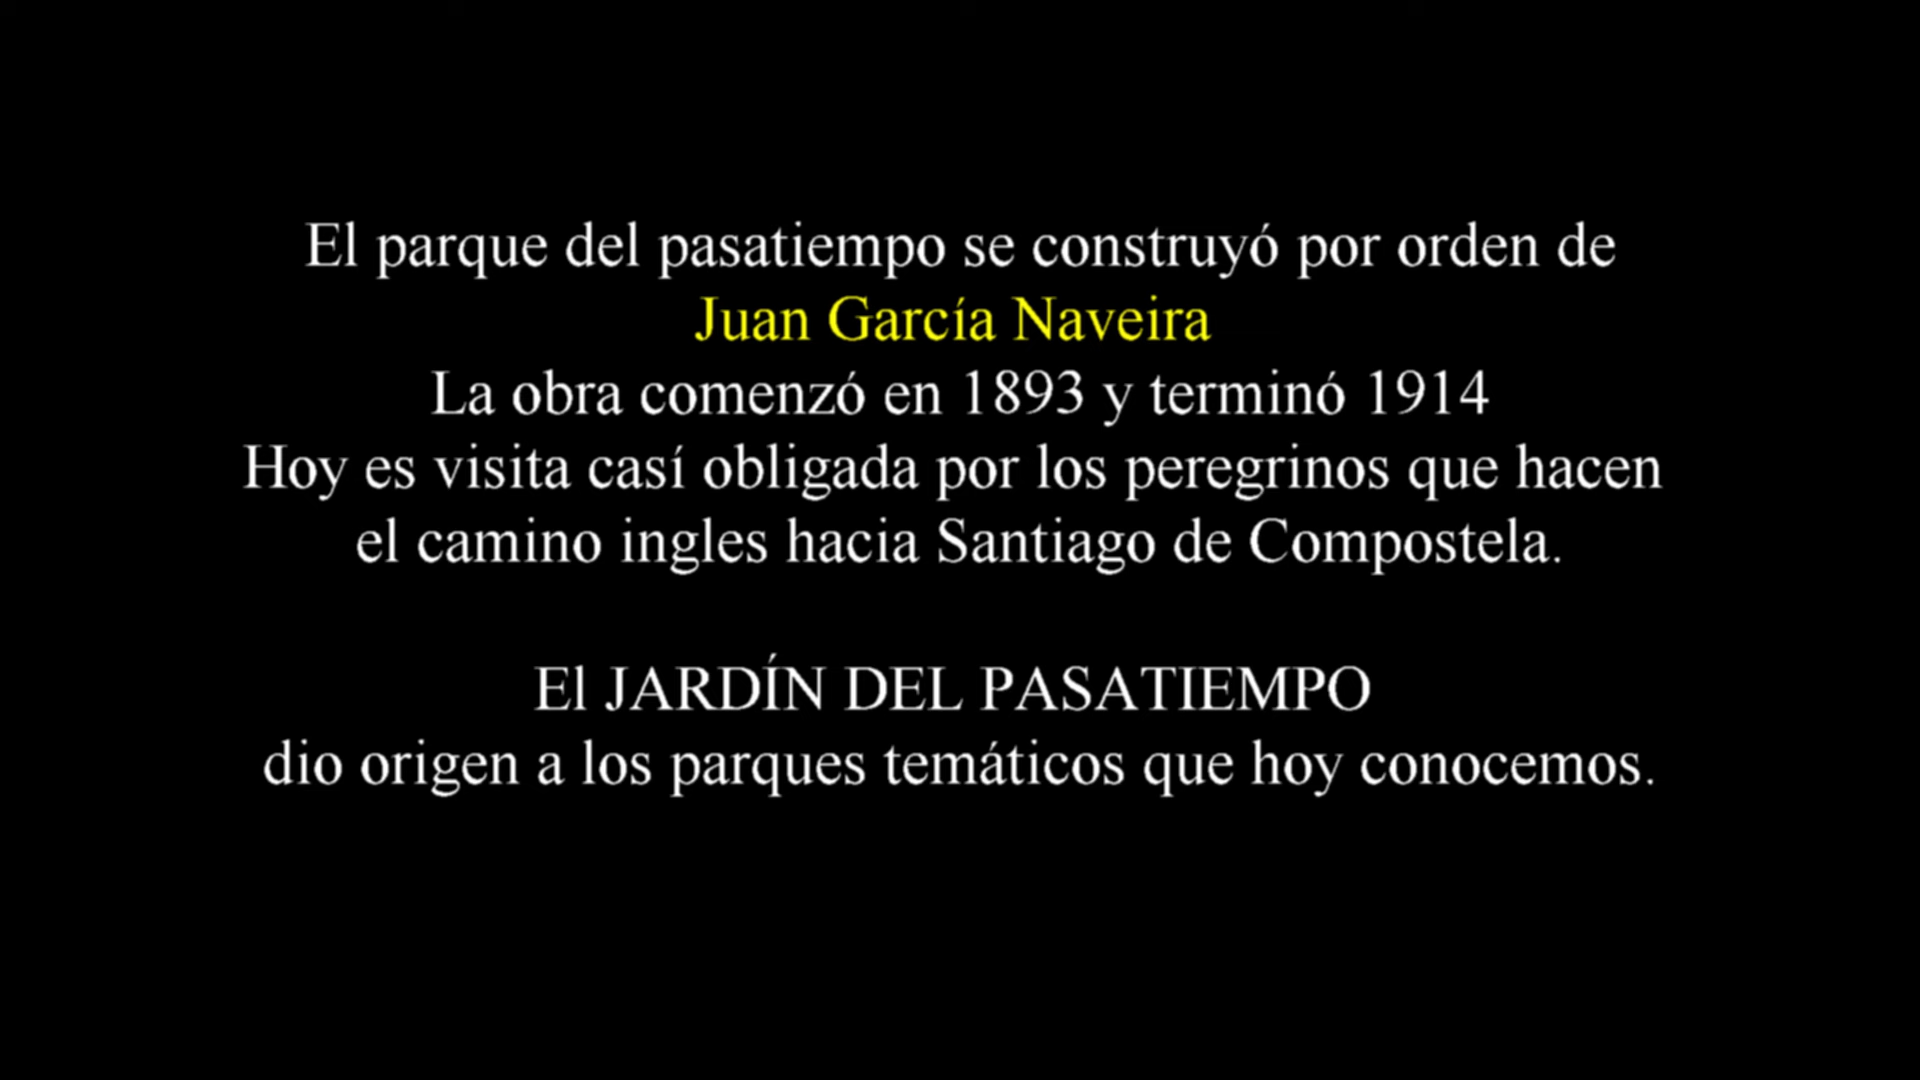 El parque del pasatiempo se construyó por orden de
Juan García Naveira
La obra comenzó en 1893 y terminó 1914
Hoy es visita casí obligada por los peregrinos que hacen
el camino ingles hacia Santiago de Compostela.
El JARDÍN DEL PASATIEMPO
dio origen a los parques temáticos que hoy conocemos.